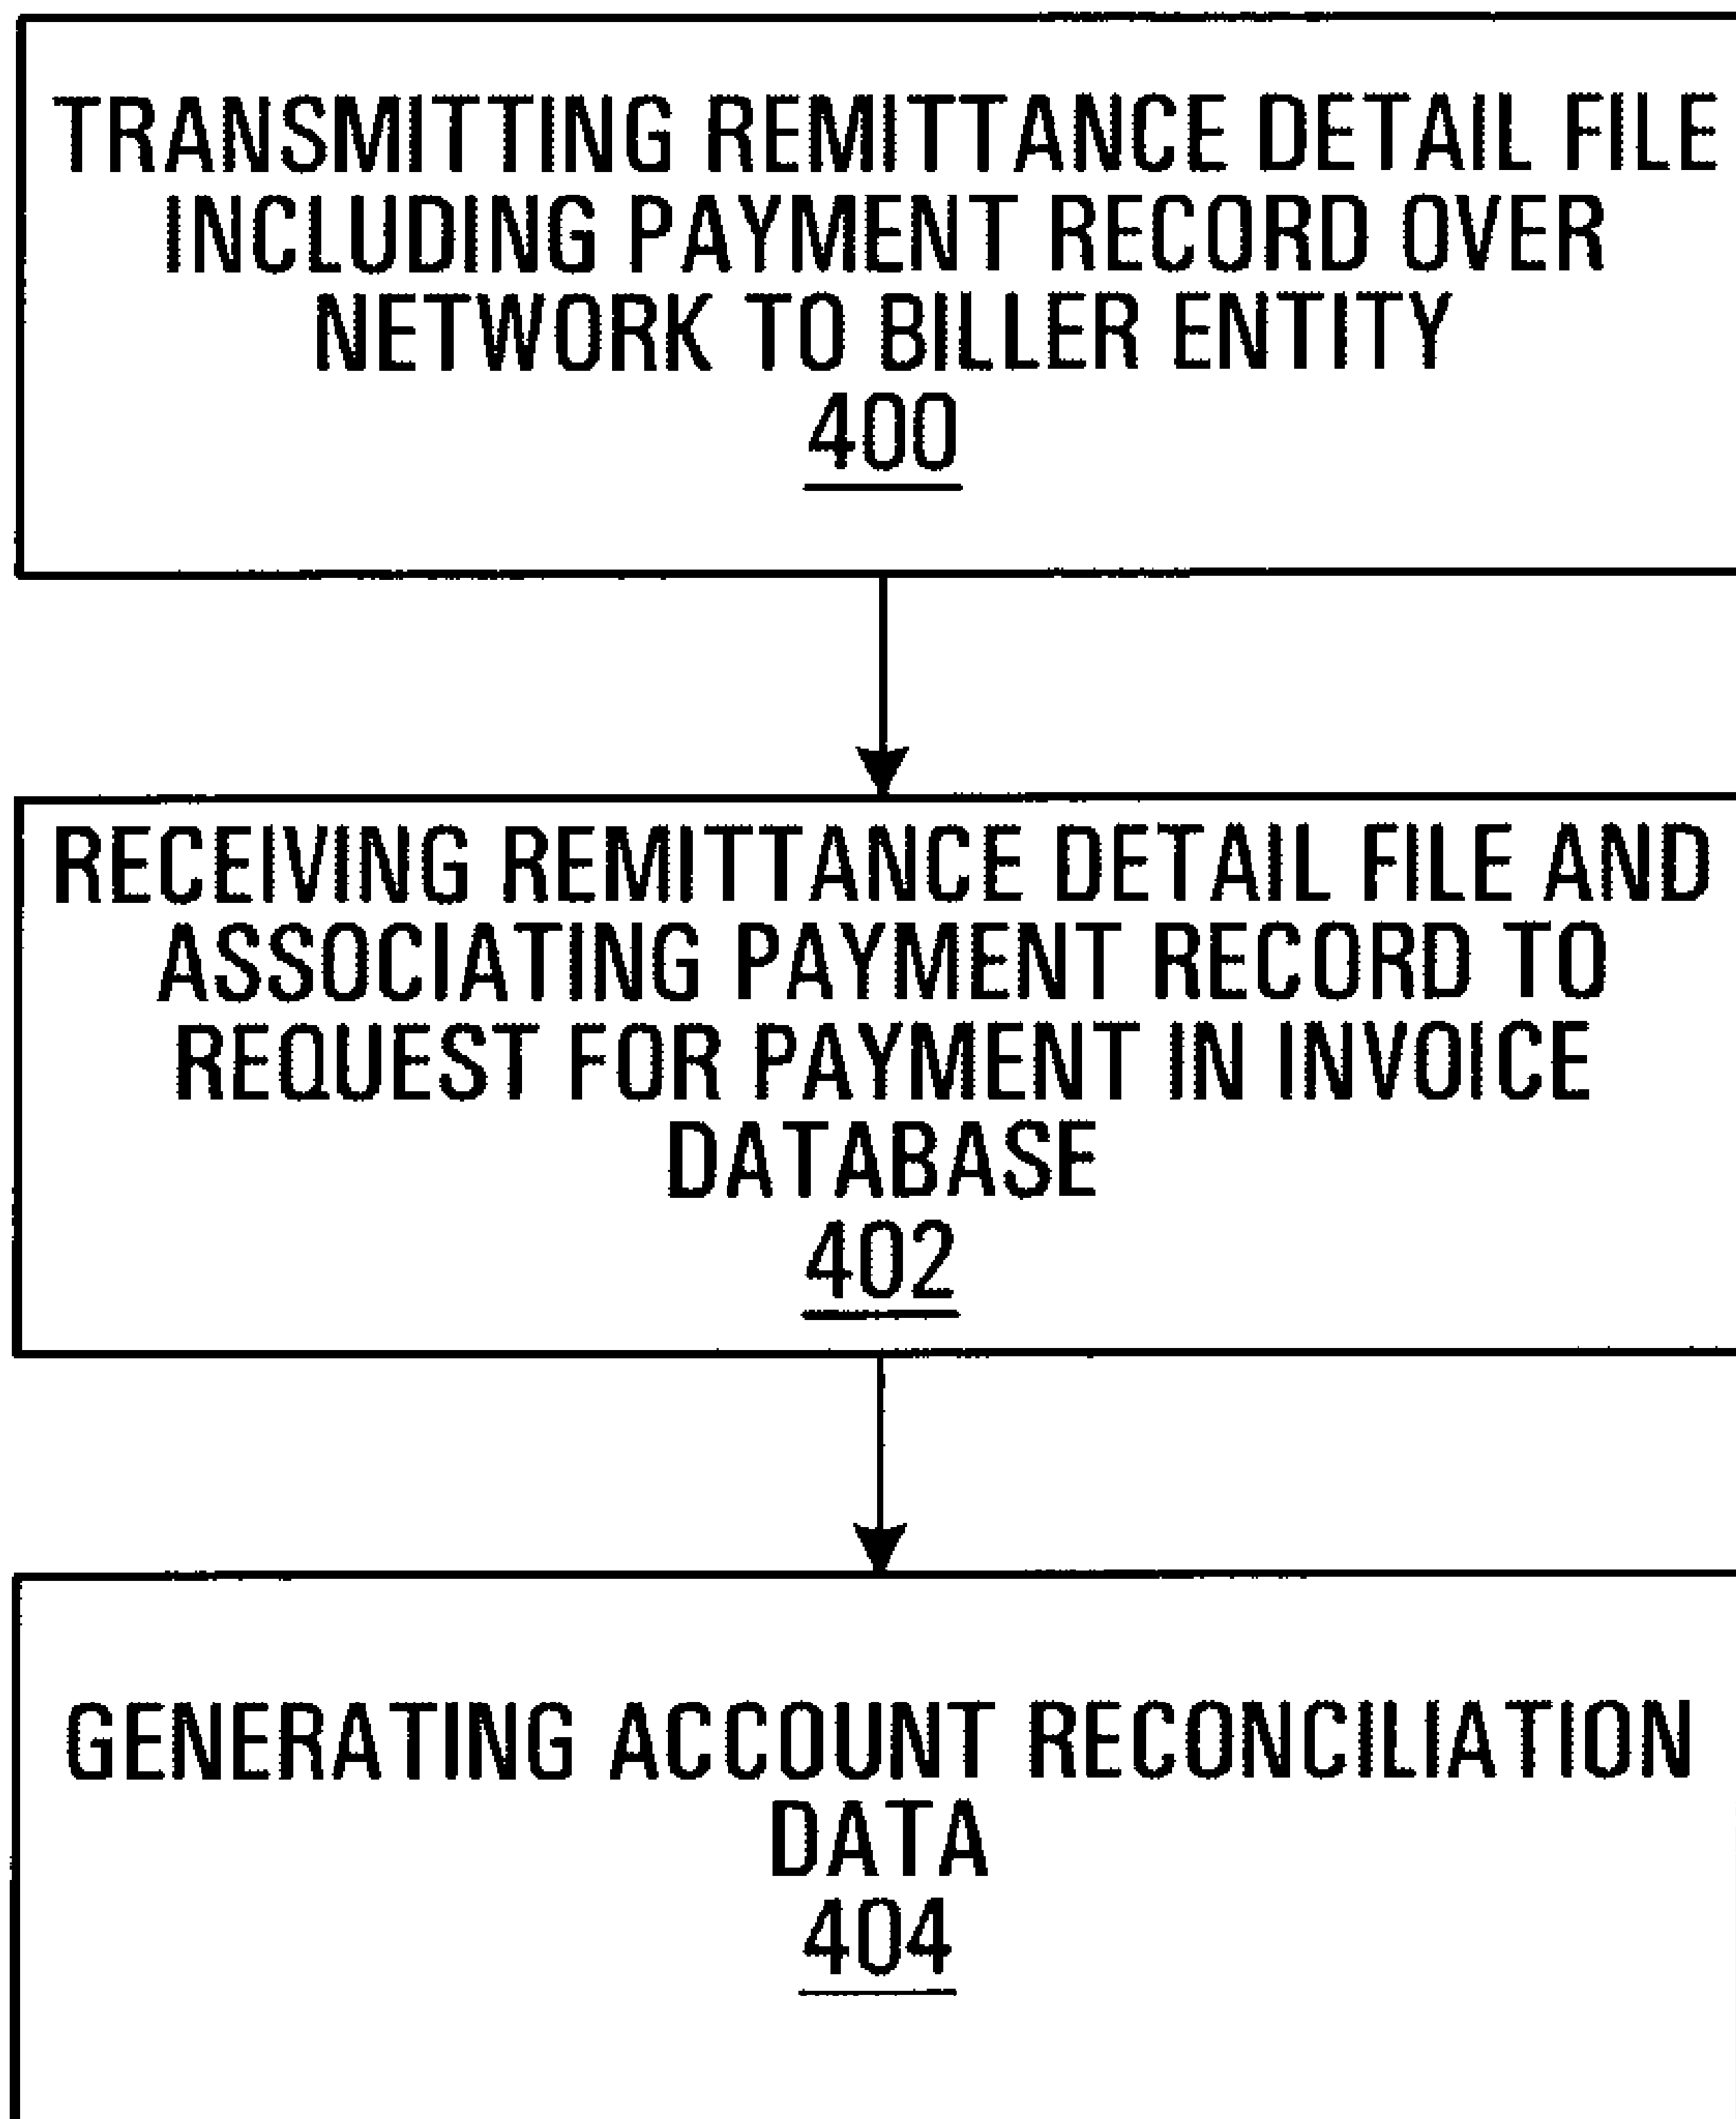 TRANSMITTING REMITTANCE DETAIL FILE
INCLUDING PAYMENT RECORD OVER
NETWORK TO BILLER ENTITY
400
RECEIVING REMITTANCE DETAIL FILE AND
ASSOCIATING PAYMENT RECORD TO
REQUEST FOR PAYMENT IN INVOICE
DATABASE
402
GENERATING ACCOUNT RECONCILIATION
DATA
404